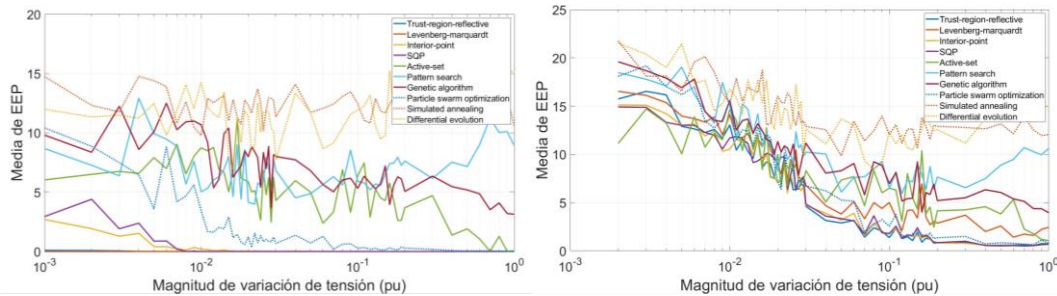 20
15
10
5
0
Media de EEP
10-3
10-2
10-1
100
Magnitud de variación de tensión (pu)
Trust-region-reflective
Levenberg-marquardt
Interior-point
SQP
Active-set
Pattern search
Genetic algorithm
Particle swarm optimization
Simulated annealing
Differential evolution
25
20
15
10
5
0
Media de EEP
10-3
10-2
10-1
100
Magnitud de variación de tensión (pu)
Trust-region-reflective
Levenberg-marquardt
Interior-point
SQP
Active-set
Pattern search
Genetic algorithm
Particle swarm optimization
Simulated annealing
Differential evolution